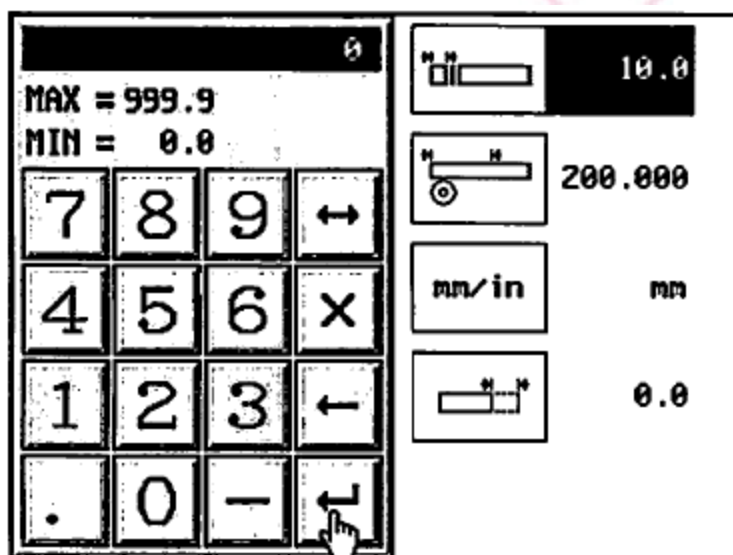 0
MAX = 999.9
MIN = 0.0
7 8 9 ↔
4 5 6 X
1 2 3 ←
. 0 - ↵
10.0
200.000
mm/in mm
0.0